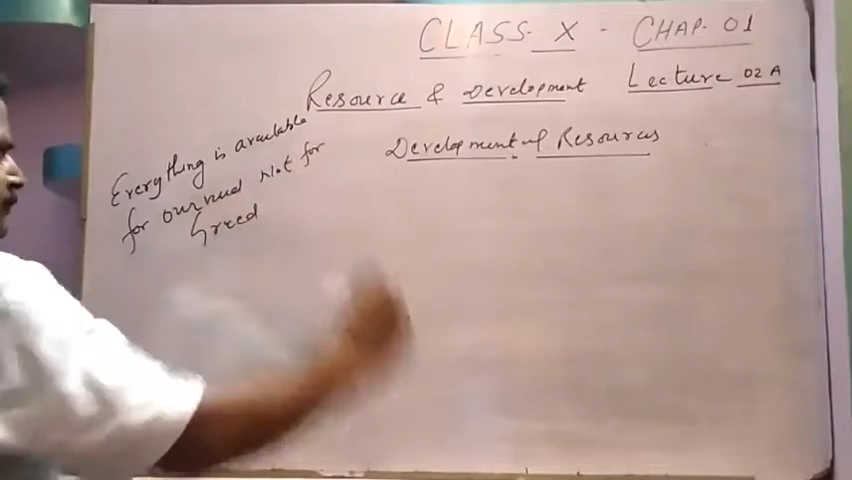 CLASS- X - CHAP- 01
Resource & Development Lecture 02 A
Development of Resources
Everything is available
for our need Not for
Greed